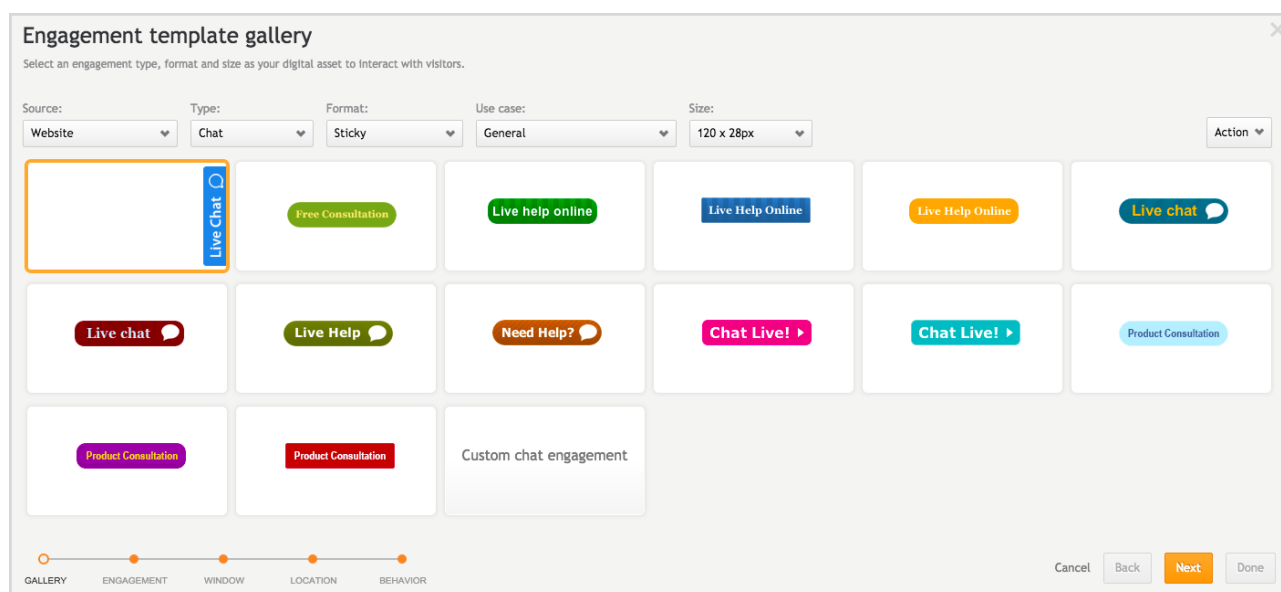 Engagement template gallery
Select an engagement type, format and size as your digital asset to interact with visitors.
Source: Type: Format: Use case: Size:
Website Chat Sticky General 120 x 28px Action
Live Chat Free Consultation Live help online Live Help Online Live Help Online Live chat
Live chat Live Help Need Help? Chat Live! Chat Live! Product Consultation
Product Consultation Product Consultation Custom chat engagement
GALLERY ENGAGEMENT WINDOW LOCATION BEHAVIOR
Cancel Back Next Done